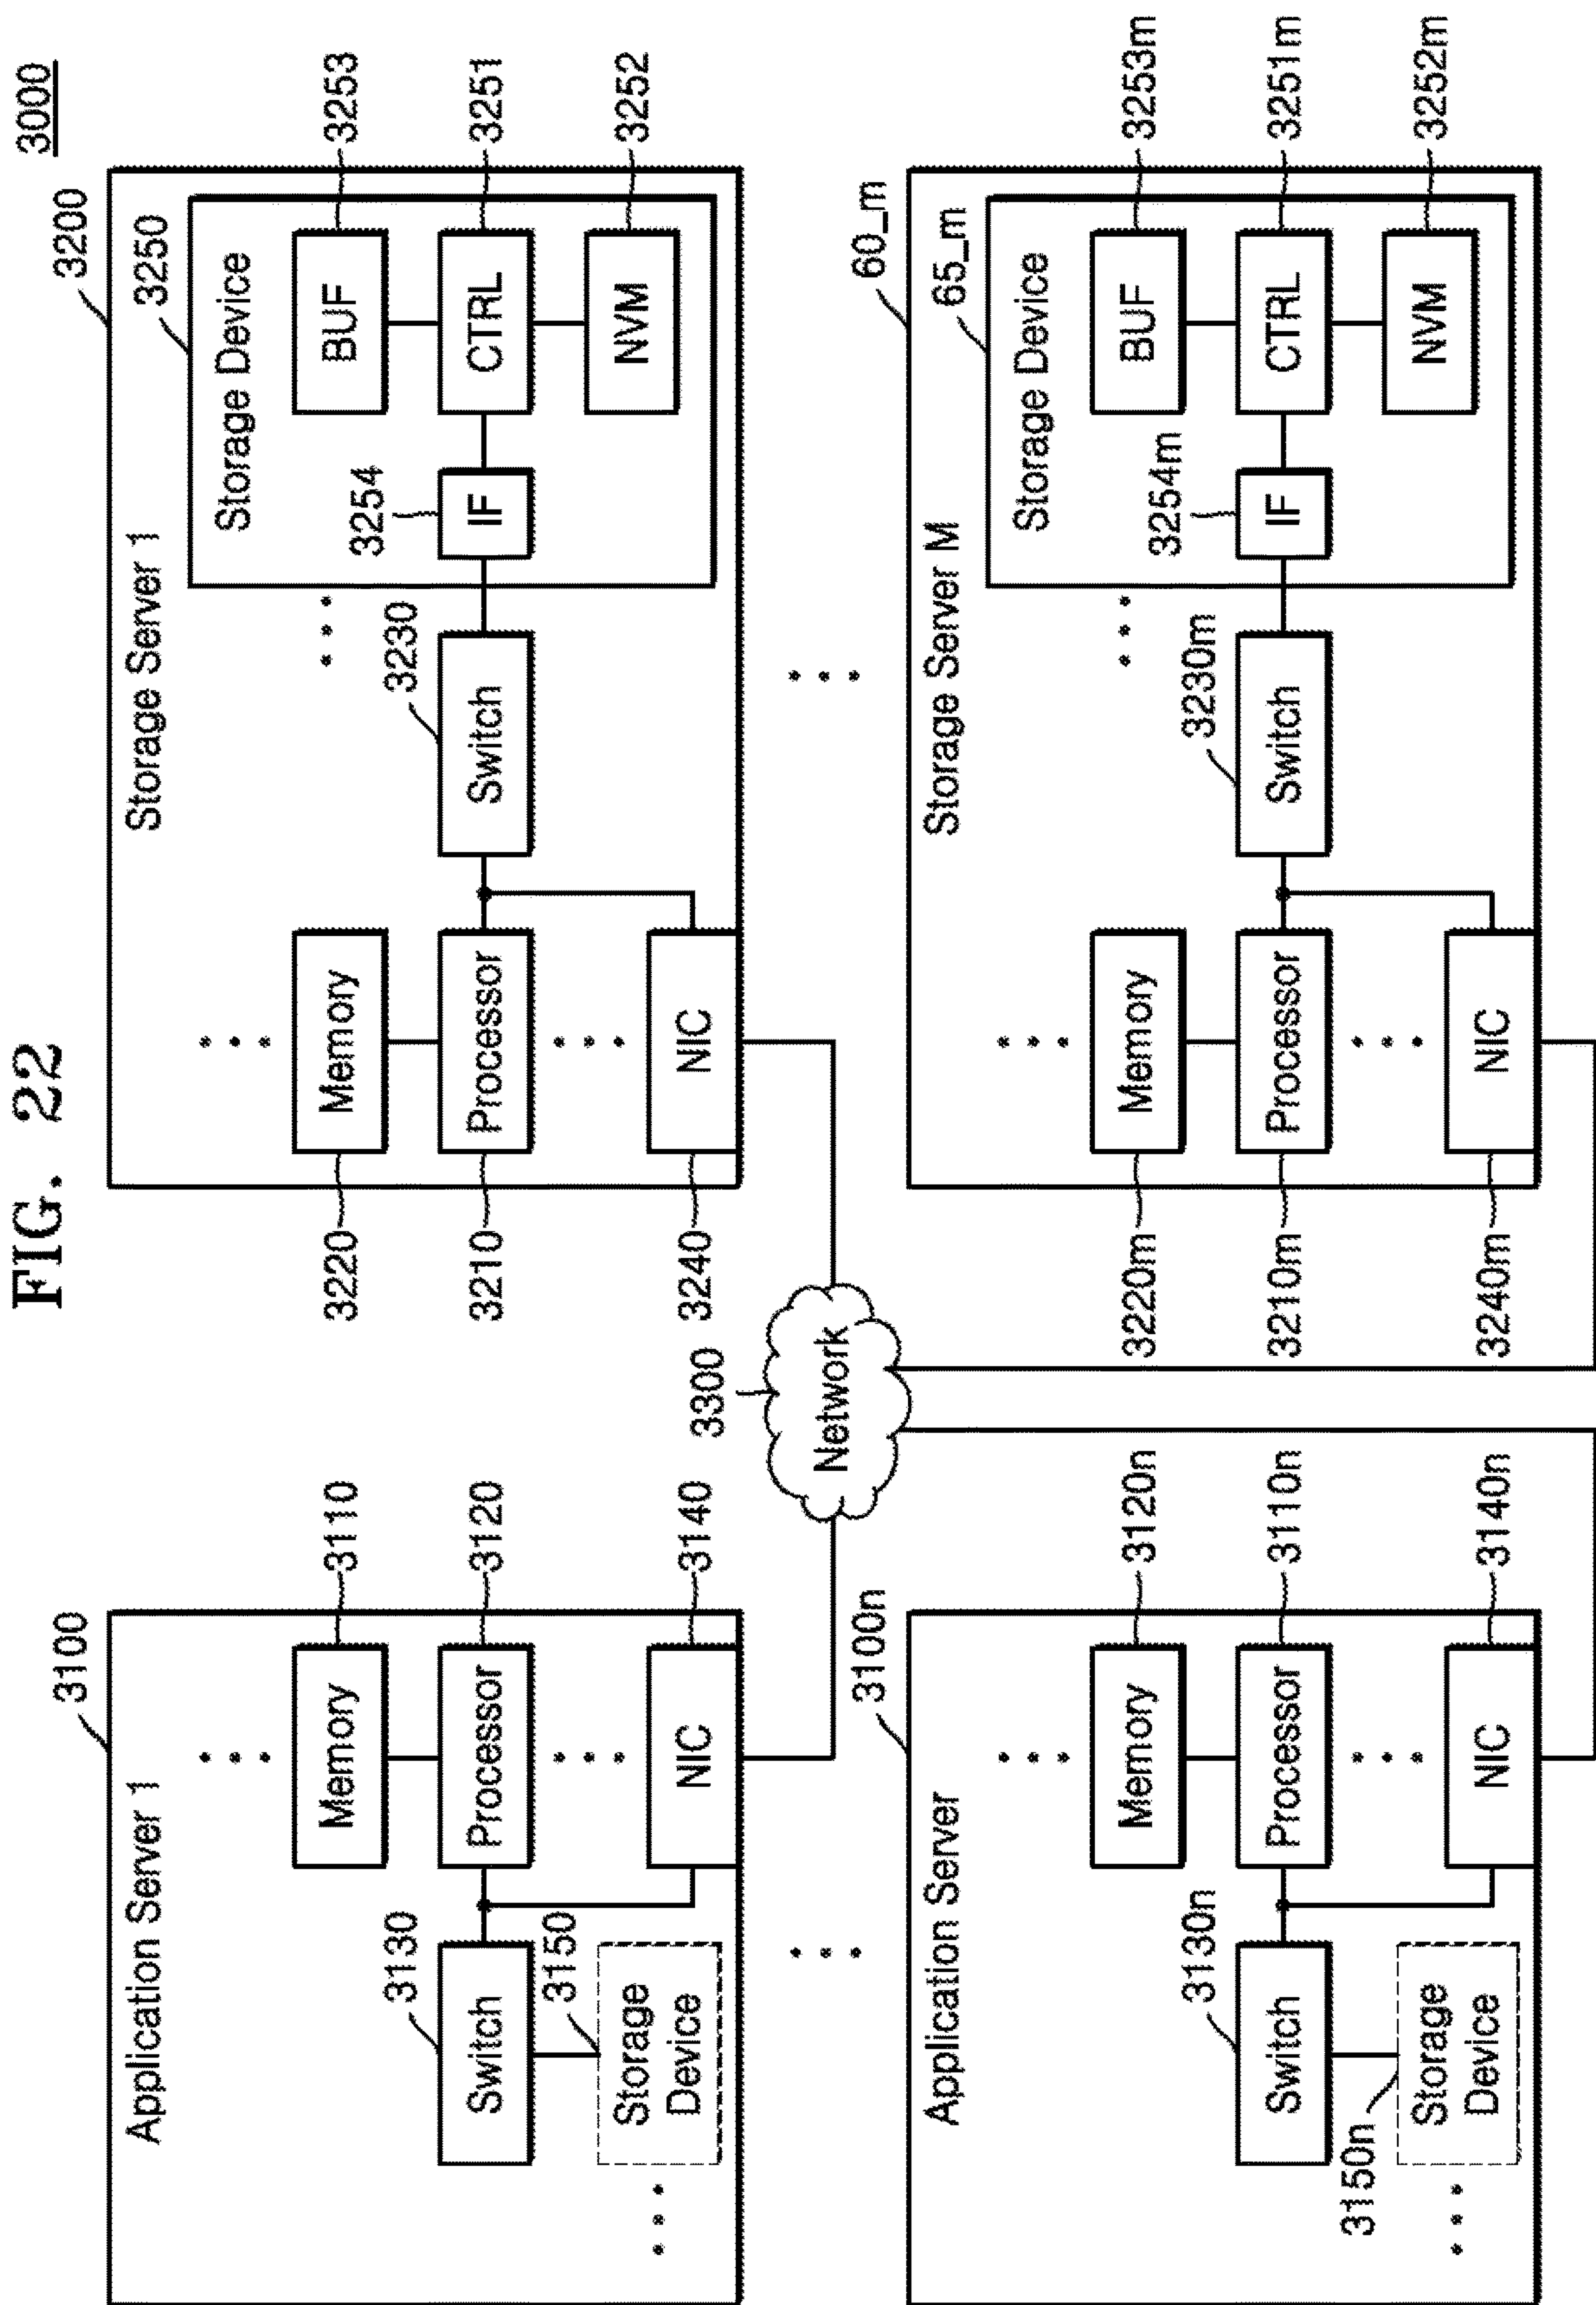 FIG. 22
3000
3100
Application Server 1
Memory
3110
Processor
3120
NIC
3140
Switch
3130
3150
Storage
Device
3200
Storage Server 1
3250
Storage Device
BUF
3253
CTRL
3251
NVM
3252
IF
3254
Switch
3230
Memory
3220
Processor
3210
NIC
3240
3300
Network
3100n
Application Server
Memory
3120n
Processor
3110n
NIC
3140n
Switch
3130n
3150n
Storage
Device
60_m
Storage Server M
65_m
Storage Device
BUF
3253m
CTRL
3251m
NVM
3252m
IF
3254m
Switch
3230m
Memory
3220m
Processor
3210m
NIC
3240m